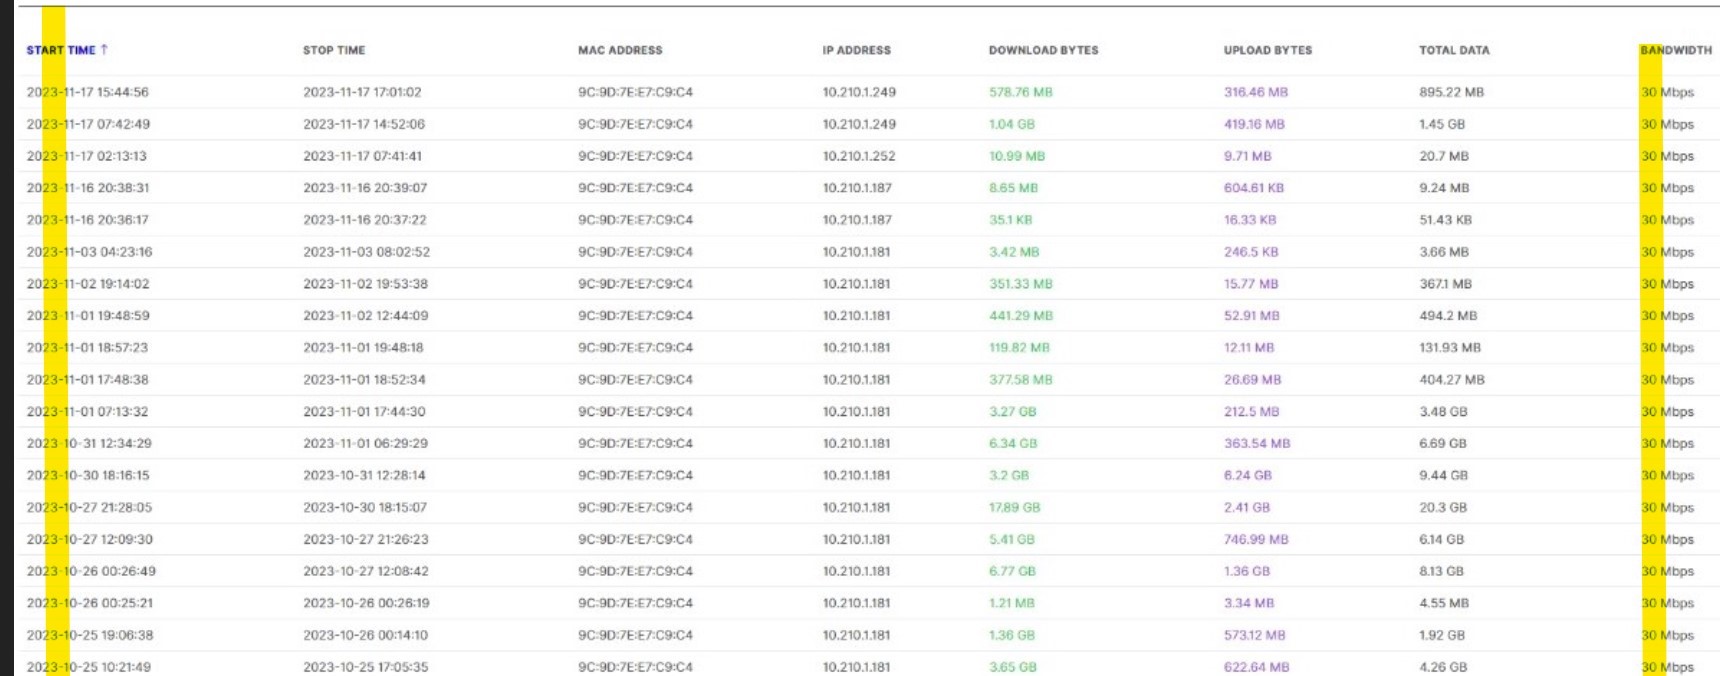 START TIME ↑ STOP TIME MAC ADDRESS IP ADDRESS DOWNLOAD BYTES UPLOAD BYTES TOTAL DATA BANDWIDTH
2023-11-17 15:44:56 2023-11-17 17:01:02 9C:9D:7E:E7:C9:C4 10.210.1.249 578.76 MB 316.46 MB 895.22 MB 30 Mbps
2023-11-17 07:42:49 2023-11-17 14:52:06 9C:9D:7E:E7:C9:C4 10.210.1.249 1.04 GB 419.16 MB 1.45 GB 30 Mbps
2023-11-17 02:13:13 2023-11-17 07:41:41 9C:9D:7E:E7:C9:C4 10.210.1.252 10.99 MB 9.71 MB 20.7 MB 30 Mbps
2023-11-16 20:38:31 2023-11-16 20:39:07 9C:9D:7E:E7:C9:C4 10.210.1.187 8.65 MB 604.61 KB 9.24 MB 30 Mbps
2023-11-16 20:36:17 2023-11-16 20:37:22 9C:9D:7E:E7:C9:C4 10.210.1.187 35.1 KB 16.33 KB 51.43 KB 30 Mbps
2023-11-03 04:23:16 2023-11-03 08:02:52 9C:9D:7E:E7:C9:C4 10.210.1.181 3.42 MB 246.5 KB 3.66 MB 30 Mbps
2023-11-02 19:14:02 2023-11-02 19:53:38 9C:9D:7E:E7:C9:C4 10.210.1.181 351.33 MB 15.77 MB 367.1 MB 30 Mbps
2023-11-01 19:48:59 2023-11-02 12:44:09 9C:9D:7E:E7:C9:C4 10.210.1.181 441.29 MB 52.91 MB 494.2 MB 30 Mbps
2023-11-01 18:57:23 2023-11-01 19:48:18 9C:9D:7E:E7:C9:C4 10.210.1.181 119.82 MB 12.11 MB 131.93 MB 30 Mbps
2023-11-01 17:48:38 2023-11-01 18:52:34 9C:9D:7E:E7:C9:C4 10.210.1.181 377.58 MB 26.69 MB 404.27 MB 30 Mbps
2023-11-01 07:13:32 2023-11-01 17:44:30 9C:9D:7E:E7:C9:C4 10.210.1.181 3.27 GB 212.5 MB 3.48 GB 30 Mbps
2023-10-31 12:34:29 2023-11-01 06:29:29 9C:9D:7E:E7:C9:C4 10.210.1.181 6.34 GB 363.54 MB 6.69 GB 30 Mbps
2023-10-30 18:16:15 2023-10-31 12:28:14 9C:9D:7E:E7:C9:C4 10.210.1.181 3.2 GB 6.24 GB 9.44 GB 30 Mbps
2023-10-27 21:28:05 2023-10-30 18:15:07 9C:9D:7E:E7:C9:C4 10.210.1.181 17.89 GB 2.41 GB 20.3 GB 30 Mbps
2023-10-27 12:09:30 2023-10-27 21:26:23 9C:9D:7E:E7:C9:C4 10.210.1.181 5.41 GB 746.99 MB 6.14 GB 30 Mbps
2023-10-26 00:26:49 2023-10-27 12:08:42 9C:9D:7E:E7:C9:C4 10.210.1.181 6.77 GB 1.36 GB 8.13 GB 30 Mbps
2023-10-26 00:25:21 2023-10-26 00:26:19 9C:9D:7E:E7:C9:C4 10.210.1.181 1.21 MB 3.34 MB 4.55 MB 30 Mbps
2023-10-25 19:06:38 2023-10-26 00:14:10 9C:9D:7E:E7:C9:C4 10.210.1.181 1.36 GB 573.12 MB 1.92 GB 30 Mbps
2023-10-25 10:21:49 2023-10-25 17:05:35 9C:9D:7E:E7:C9:C4 10.210.1.181 3.65 GB 622.64 MB 4.26 GB 30 Mbps